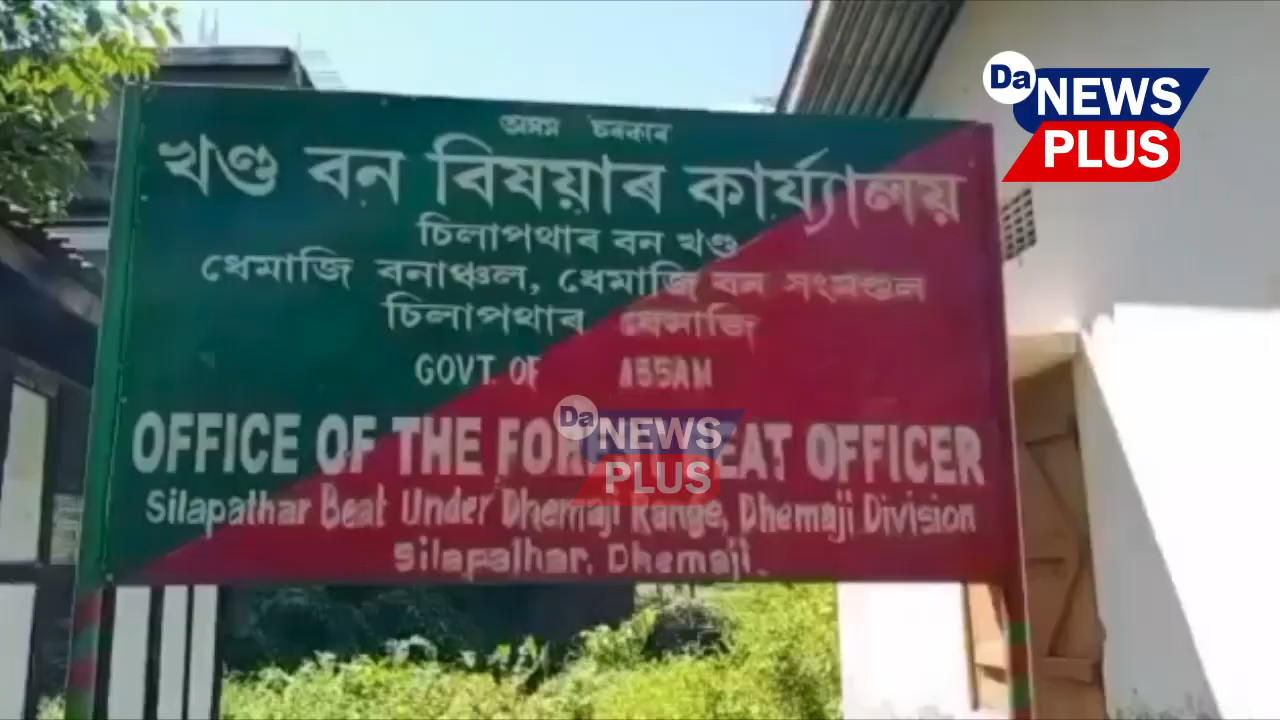 অসম চৰকাৰ
খণ্ড বন বিষয়াৰ কাৰ্য্যালয়
চিলাপথাৰ বন খণ্ড
ধেমাজি বনাঞ্চল, ধেমাজি বন সংমণ্ডল
চিলাপথাৰ ধেমাজি
GOVT. OF ASSAM
OFFICE OF THE OFFICER
Silapathar Beat Under Dhemaji Range, Dhemaji Division
Silapathar, Dhemaji.
Da NEWS
PLUS
Da NEWS
PLUS